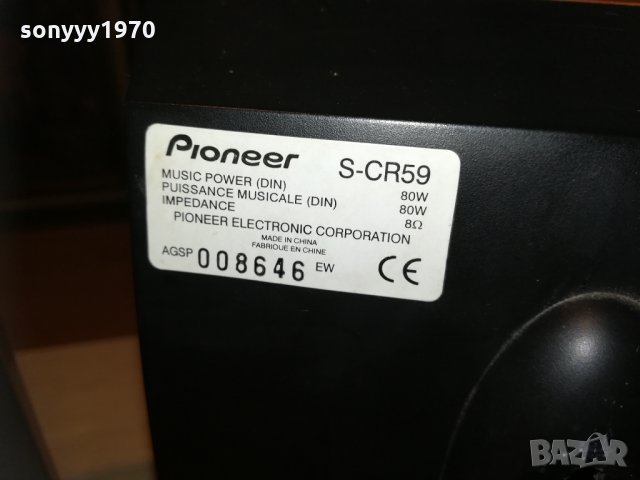 sonyyy1970
Pioneer S-CR59
MUSIC POWER (DIN) 80W
PUISSANCE MUSICALE (DIN) 80W
IMPEDANCE 8Ω
PIONEER ELECTRONIC CORPORATION
MADE IN CHINA
FABRIQUE EN CHINE
AGSP 008646 EW CE
BAZAR